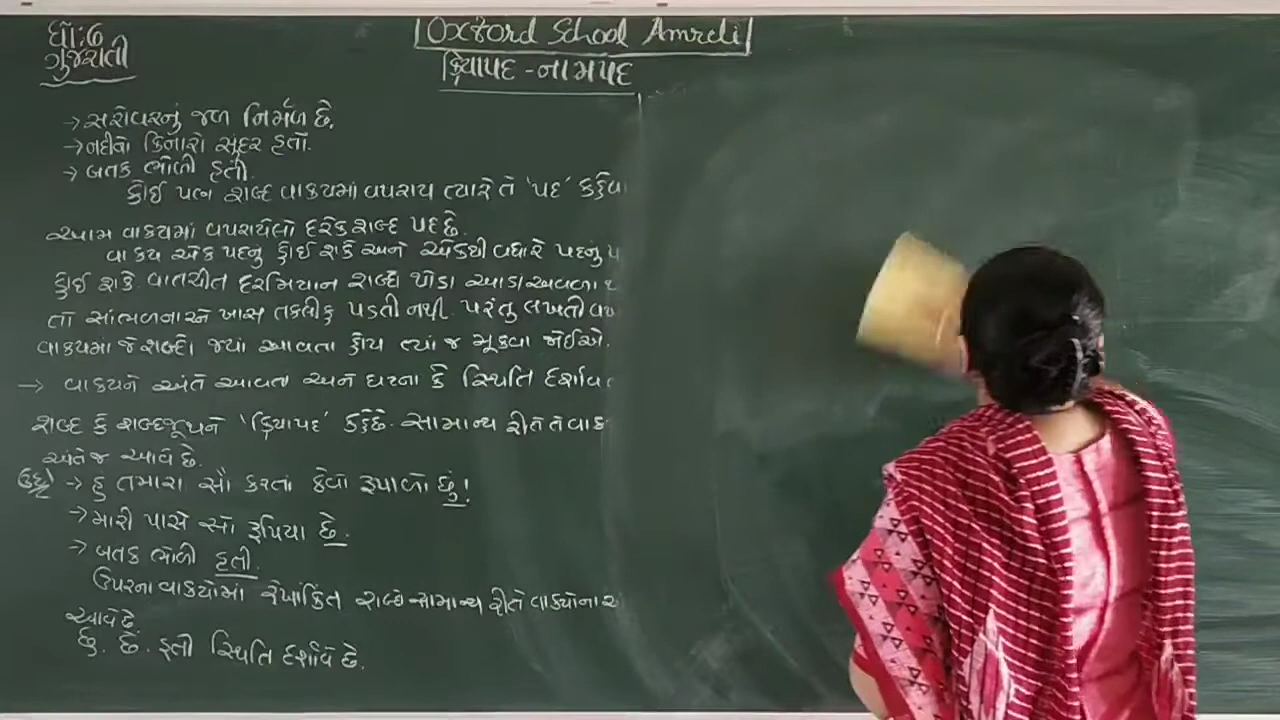 ધોઃ૭
ગુજરાતી
Oxford School Amreli
ક્રિયાપદ - નામપદ
→ સરોવરનું જળ નિર્મળ છે.
→ નદીનો કિનારો સુંદર હતો.
→ બતક ભોળી હતી.
કોઈ પણ શબ્દ વાક્યમાં વપરાય ત્યારે તે 'પદ' કહેવા
આમ વાક્યમાં વપરાયેલો દરેક શબ્દ પદ છે.
વાક્ય એક પદનું હોઈ શકે અને એકથી વધારે પદનું પ
હોઈ શકે. વાતચીત દરમિયાન શબ્દો થોડા આડાઅવળા
તો સાંભળનારને ખાસ તકલીફ પડતી નથી. પરંતુ લખતી વખ
વાક્યમાં જે શબ્દો જ્યાં આવતા હોય ત્યાં જ મૂકવા જોઈએ.
→ વાક્યને અંતે આવતા અને ઘટના કે સ્થિતિ દર્શાવ
શબ્દ કે શબ્દજૂથને 'ક્રિયાપદ' કહે છે. સામાન્ય રીતે તે વાક
અંતે જ આવે છે.
ઉદા → હું તમારા સૌ કરતાં કેવો રૂપાળો છું!
→ મારી પાસે સો રૂપિયા છે.
→ બતક ભોળી હતી.
ઉપરના વાક્યોમાં રેખાંકિત શબ્દો સામાન્ય રીતે વાક્યોના
આવે છે
છું. છે. હતી સ્થિતિ દર્શાવે છે.